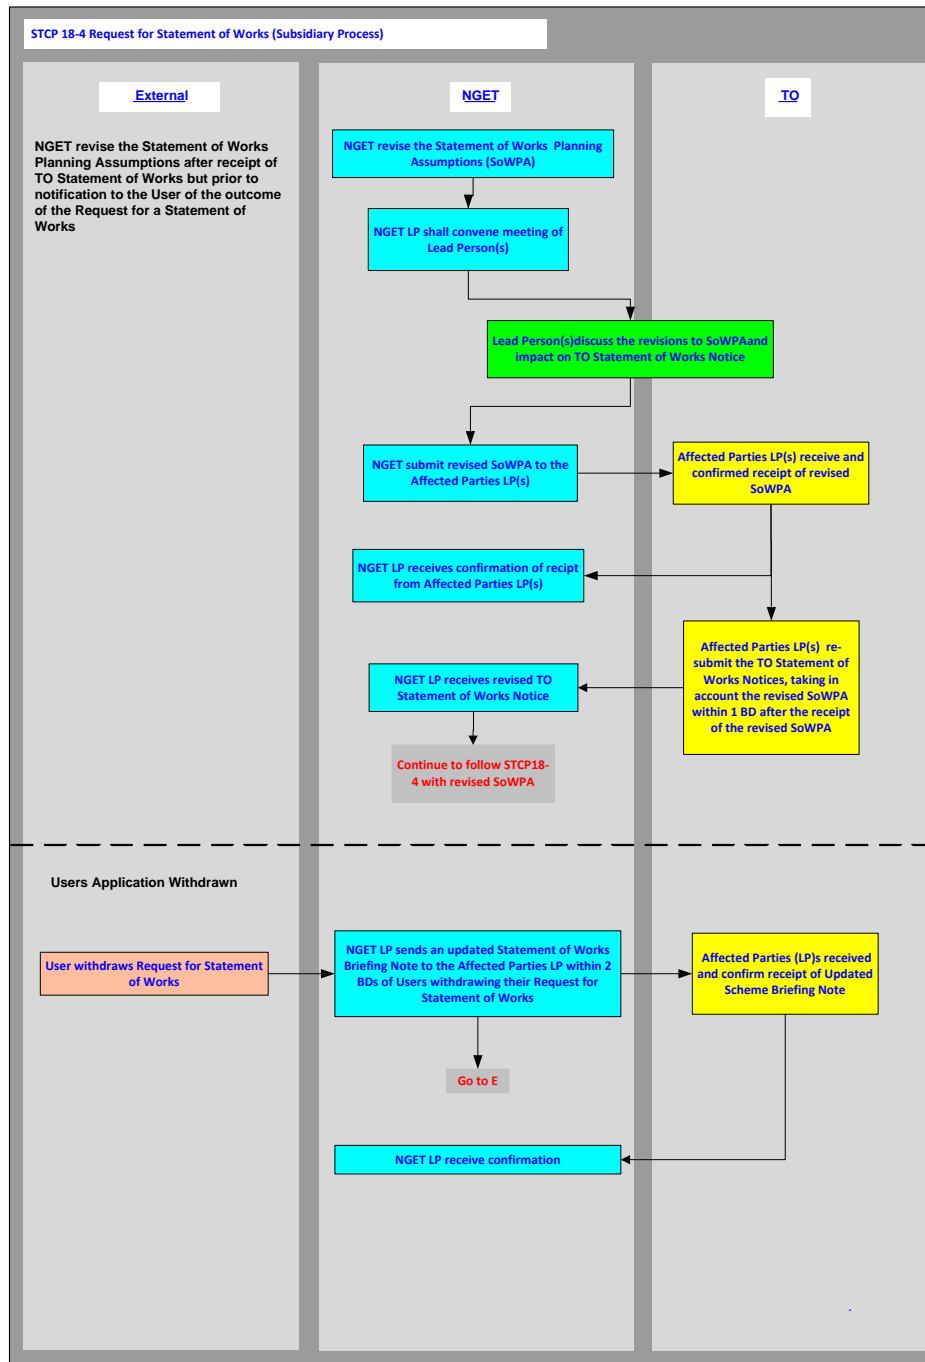 STCP 18-4 Request for Statement of Works (Subsidiary Process)
External
NGET
TO
NGET revise the Statement of Works
Planning Assumptions after receipt of
TO Statement of Works but prior to
notification to the User of the outcome
of the Request for a Statement of
Works
NGET revise the Statement of Works Planning
Assumptions (SoWPA)
NGET LP shall convene meeting of
Lead Person(s)
Lead Person(s)discuss the revisions to SoWPAand
impact on TO Statement of Works Notice
NGET submit revised SoWPA to the
Affected Parties LP(s)
Affected Parties LP(s) receive and
confirmed receipt of revised
SoWPA
NGET LP receives confirmation of recipt
from Affected Parties LP(s)
Affected Parties LP(s) re-
submit the TO Statement of
Works Notices, taking in
account the revised SoWPA
within 1 BD after the receipt
of the revised SoWPA
NGET LP receives revised TO
Statement of Works Notice
Continue to follow STCP18-
4 with revised SoWPA
Users Application Withdrawn
User withdraws Request for Statement
of Works
NGET LP sends an updated Statement of Works
Briefing Note to the Affected Parties LP within 2
BDs of Users withdrawing their Request for
Statement of Works
Affected Parties (LP)s received
and confirm receipt of Updated
Scheme Briefing Note
Go to E
NGET LP receive confirmation
.